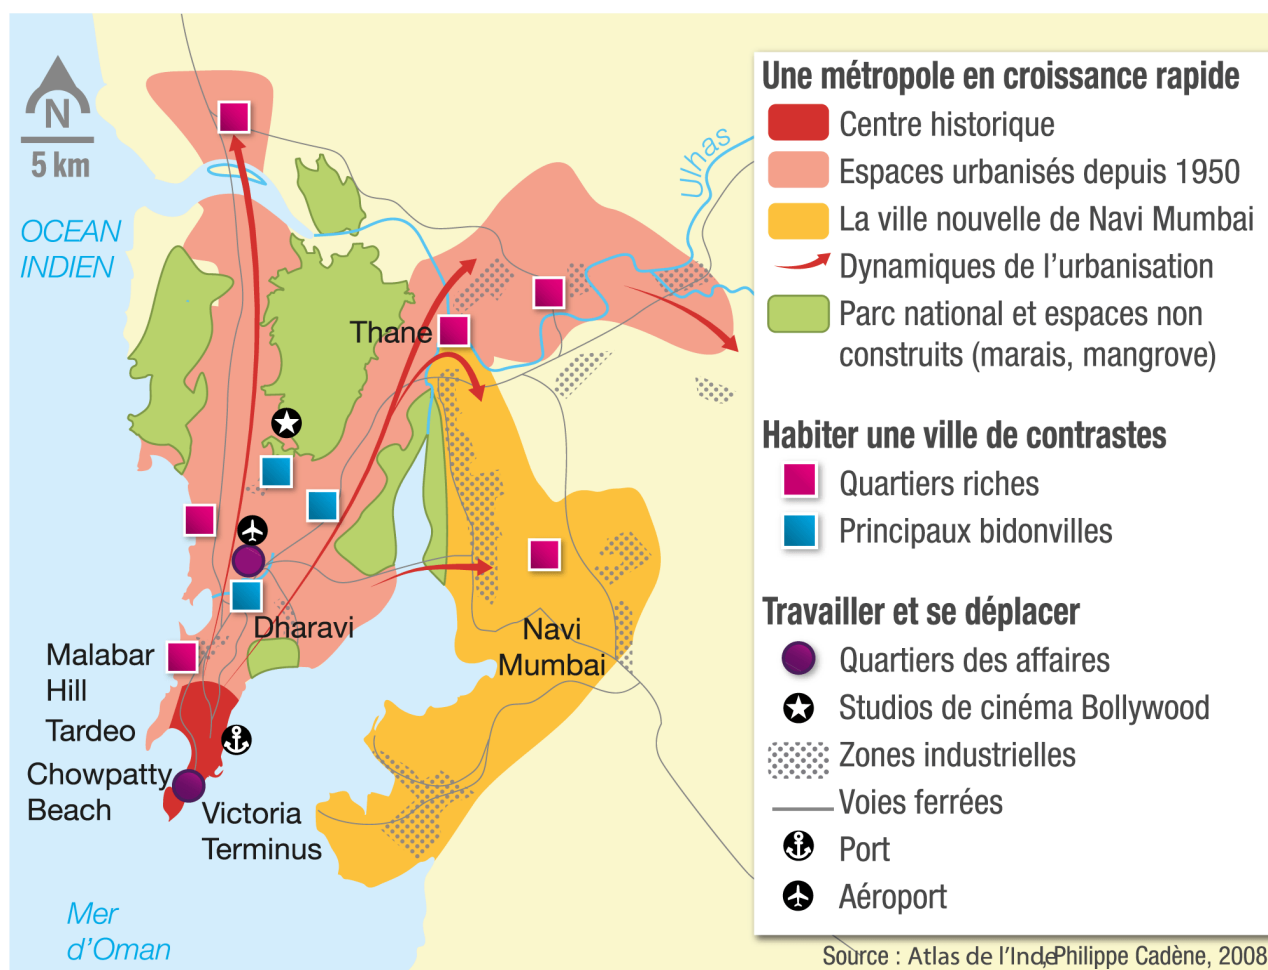 N
5 km
OCEAN
INDIEN
Ulhas
Thane
Dharavi
Malabar
Hill
Tardeo
Chowpatty
Beach
Victoria
Terminus
Navi
Mumbai
Mer
d'Oman
Une métropole en croissance rapide
Centre historique
Espaces urbanisés depuis 1950
La ville nouvelle de Navi Mumbai
Dynamiques de l'urbanisation
Parc national et espaces non
construits (marais, mangrove)
Habiter une ville de contrastes
Quartiers riches
Principaux bidonvilles
Travailler et se déplacer
Quartiers des affaires
Studios de cinéma Bollywood
Zones industrielles
Voies ferrées
Port
Aéroport
Source : Atlas de l'Inde, Philippe Cadène, 2008